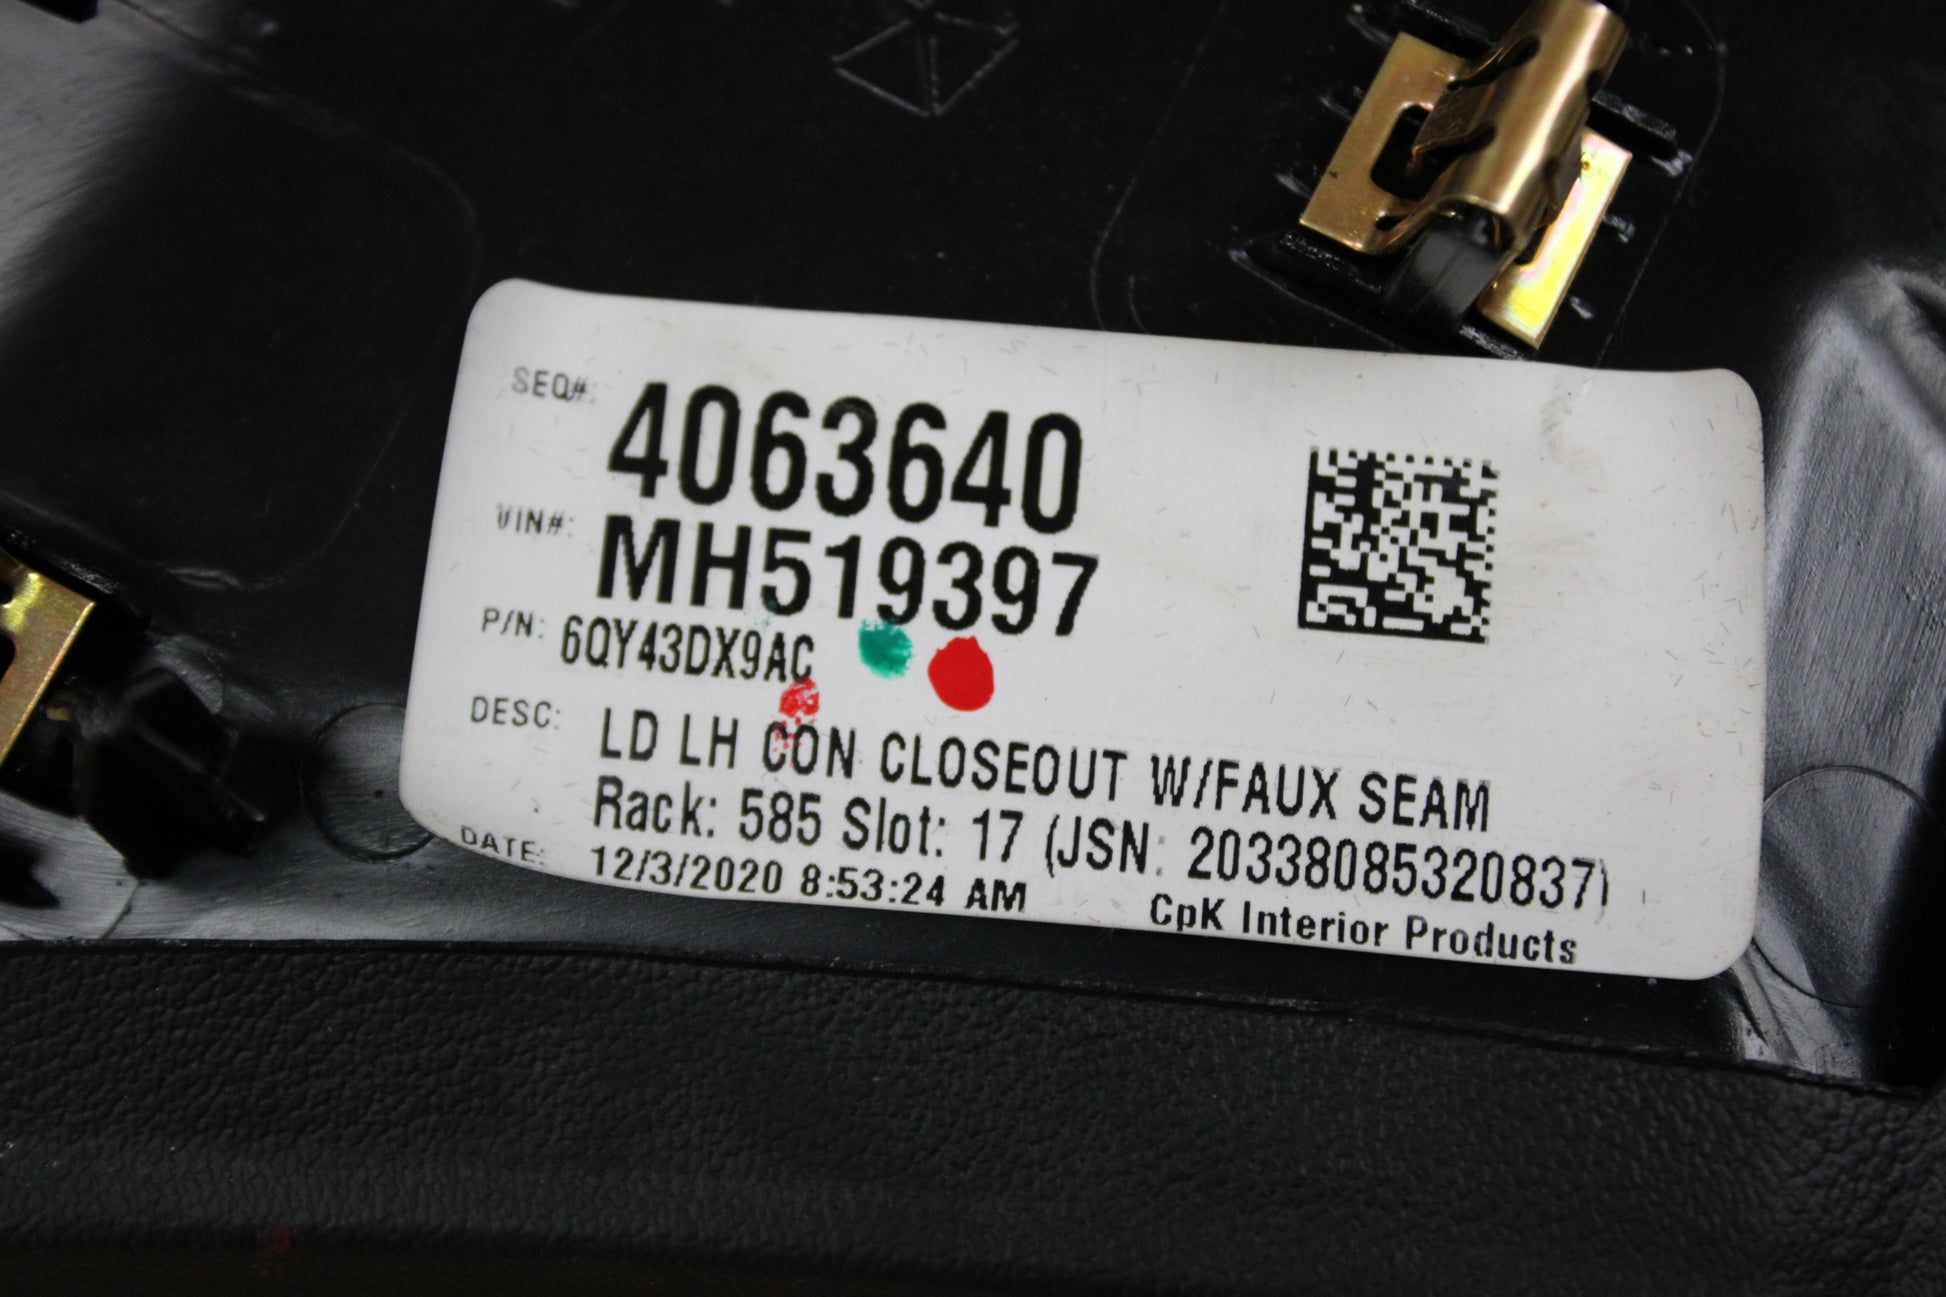 SEQ#: 4063640
VIN#: MH519397
P/N: 6QY43DX9AC
DESC: LD LH CON CLOSEOUT W/FAUX SEAM
Rack: 585 Slot: 17 (JSN: 20338085320837)
DATE: 12/3/2020 8:53:24 AM
CpK Interior Products